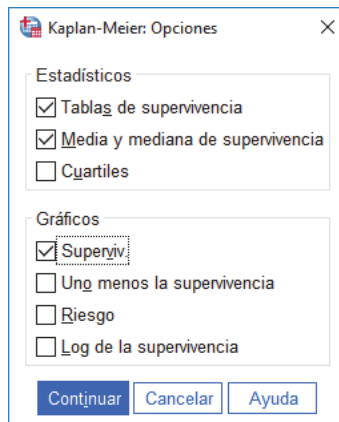 Kaplan-Meier: Opciones
Estadísticos
Tablas de supervivencia
Media y mediana de supervivencia
Cuartiles
Gráficos
Superviv.
Uno menos la supervivencia
Riesgo
Log de la supervivencia
Continuar Cancelar Ayuda